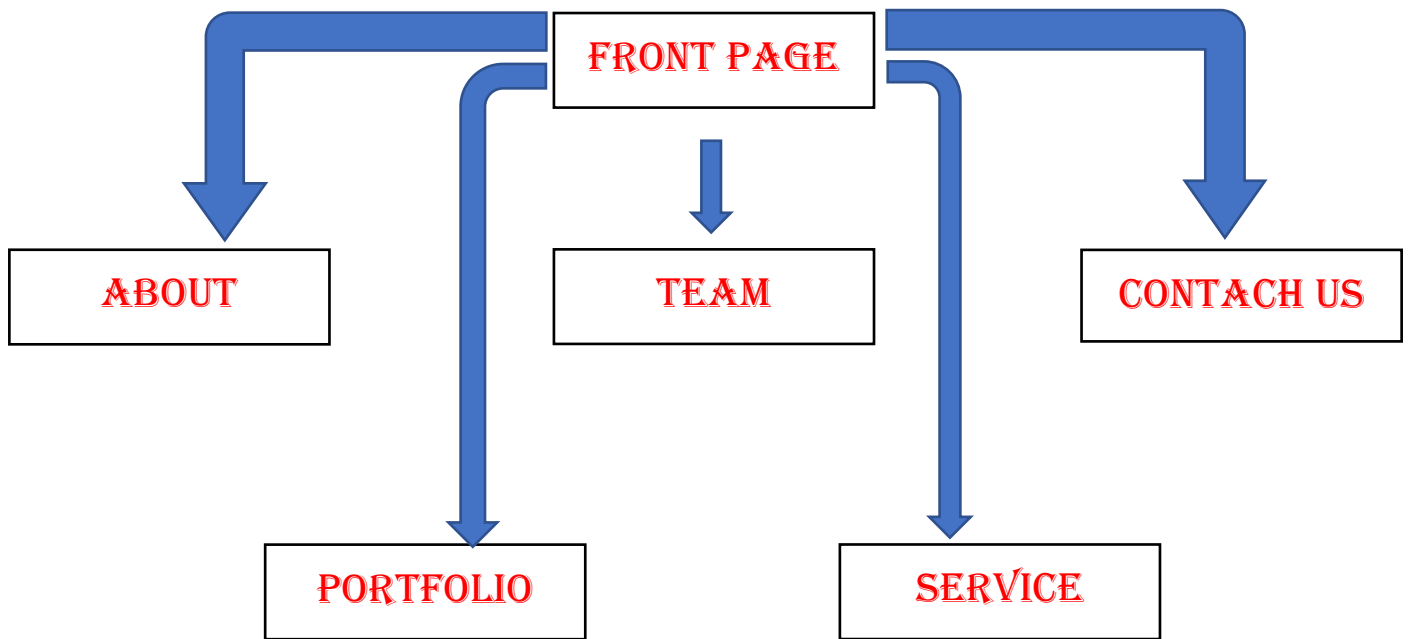 FRONT PAGE
ABOUT
TEAM
CONTACH US
PORTFOLIO
SERVICE